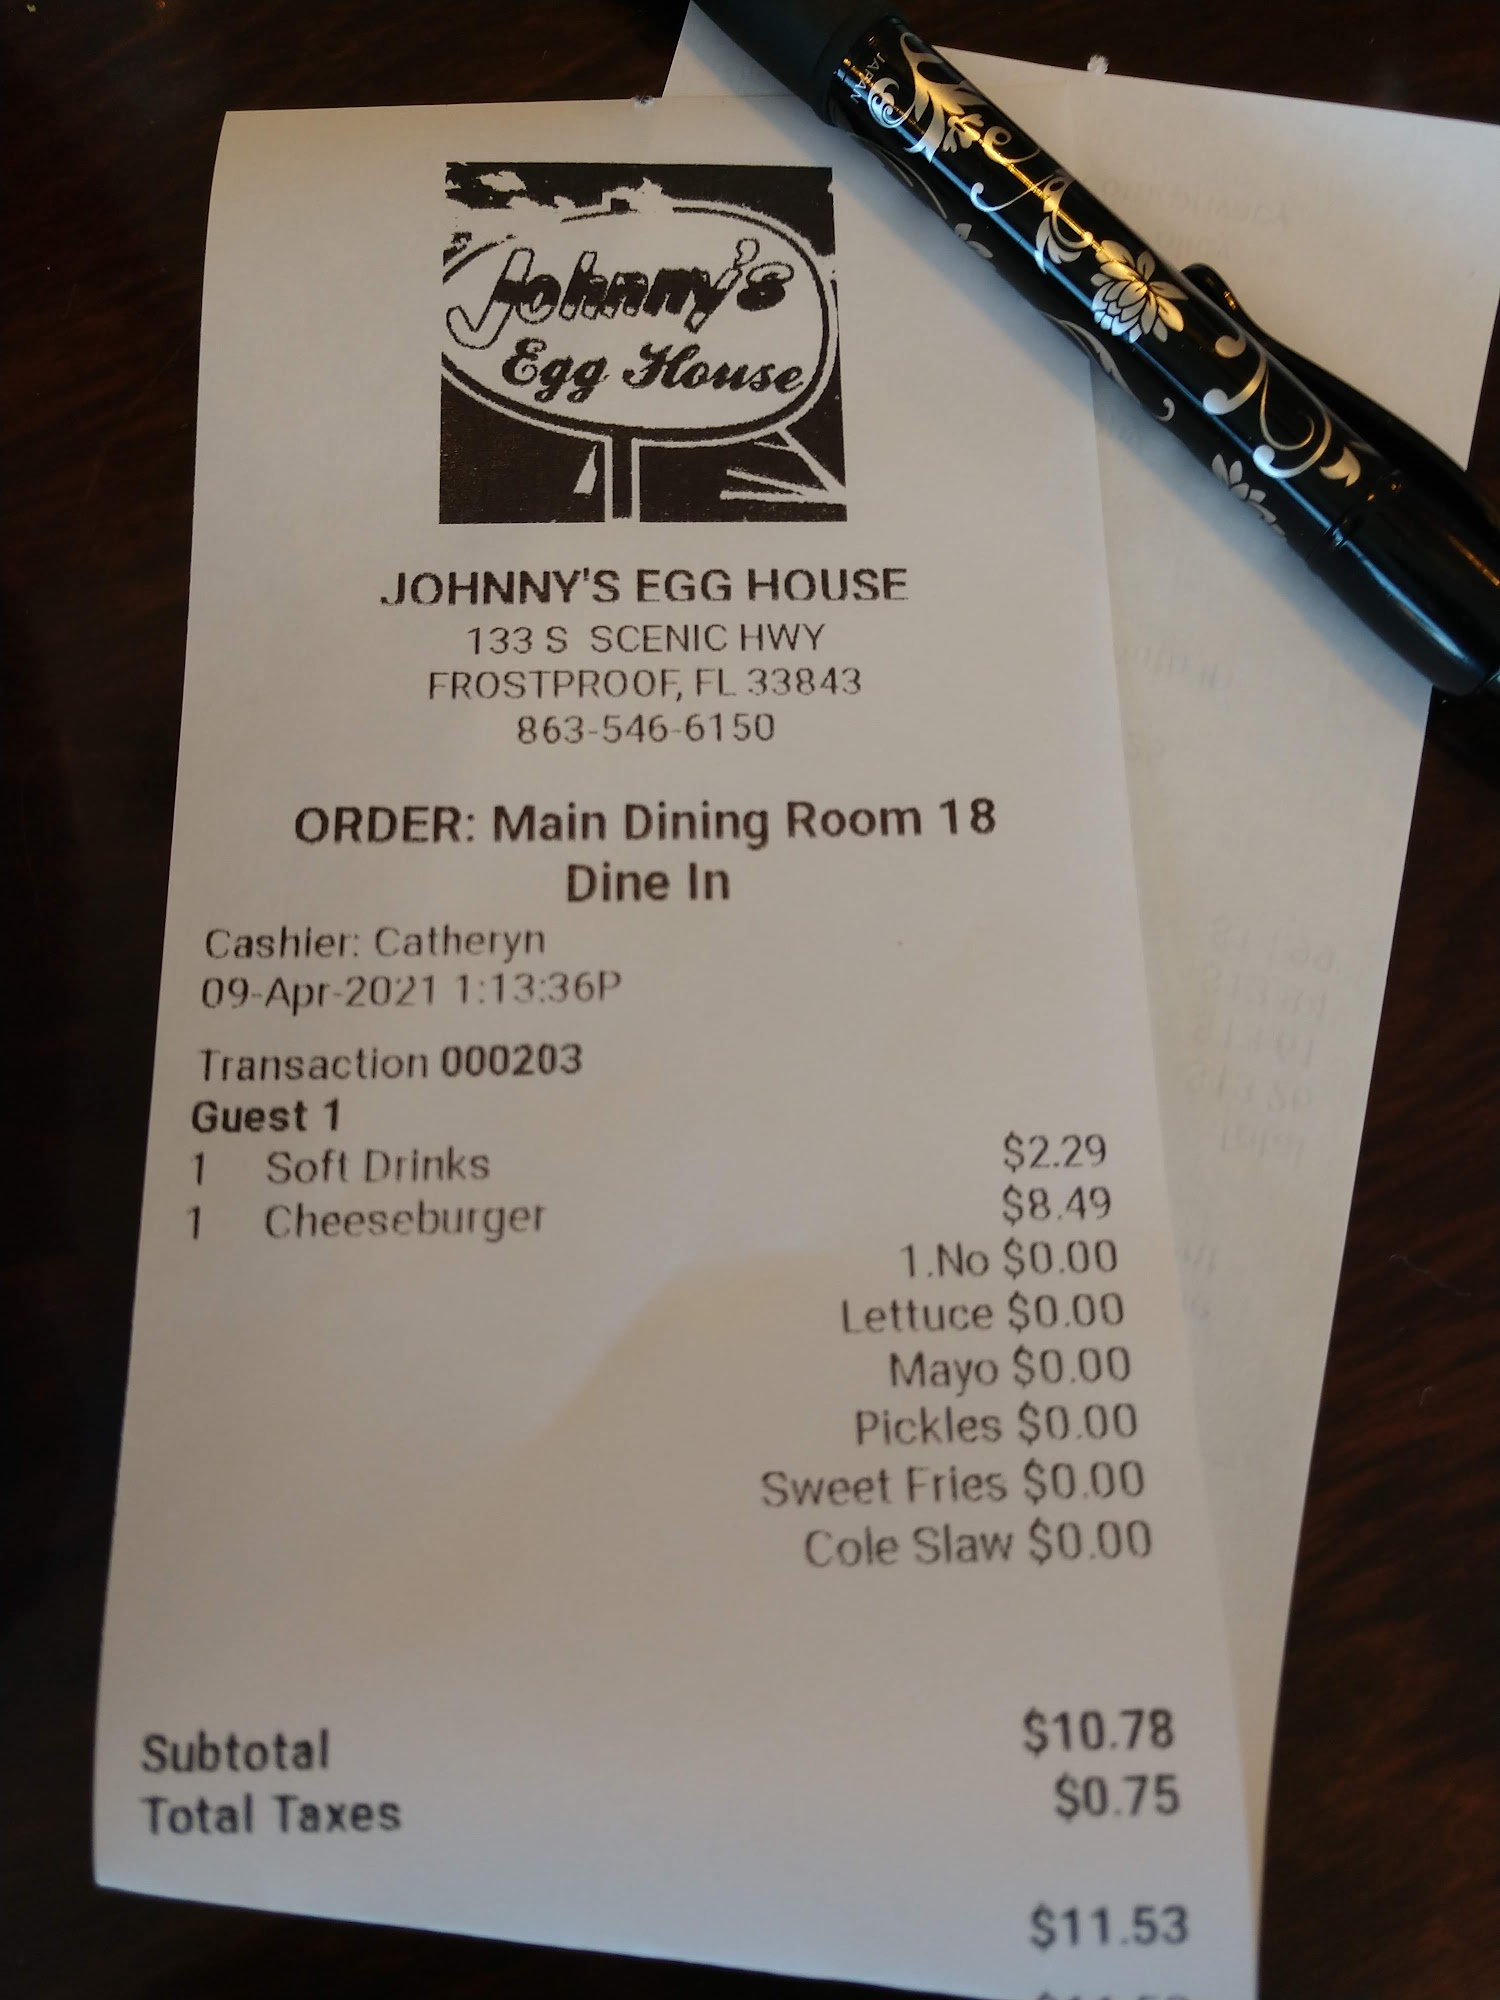 Johnny's
Egg House
JOHNNY'S EGG HOUSE
133 S SCENIC HWY
FROSTPROOF, FL 33843
863-546-6150
ORDER: Main Dining Room 18
Dine In
Cashier: Catheryn
09-Apr-2021 1:13:36P
Transaction 000203
Guest 1
1 Soft Drinks $2.29
1 Cheeseburger $8.49
1.No $0.00
Lettuce $0.00
Mayo $0.00
Pickles $0.00
Sweet Fries $0.00
Cole Slaw $0.00
Subtotal $10.78
Total Taxes $0.75
$11.53
JAPAN